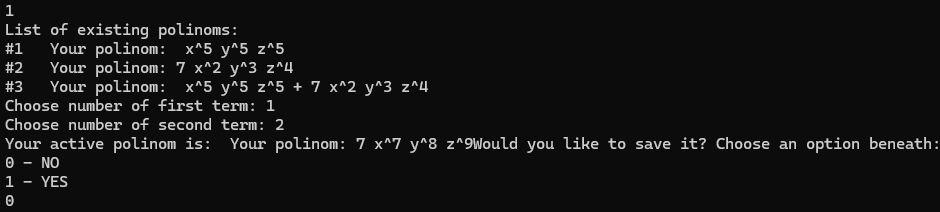 1
List of existing polinoms:
#1   Your polinom:  x^5 y^5 z^5
#2   Your polinom: 7 x^2 y^3 z^4
#3   Your polinom:  x^5 y^5 z^5 + 7 x^2 y^3 z^4
Choose number of first term: 1
Choose number of second term: 2
Your active polinom is:  Your polinom: 7 x^7 y^8 z^9Would you like to save it? Choose an option beneath:
0 - NO
1 - YES
0